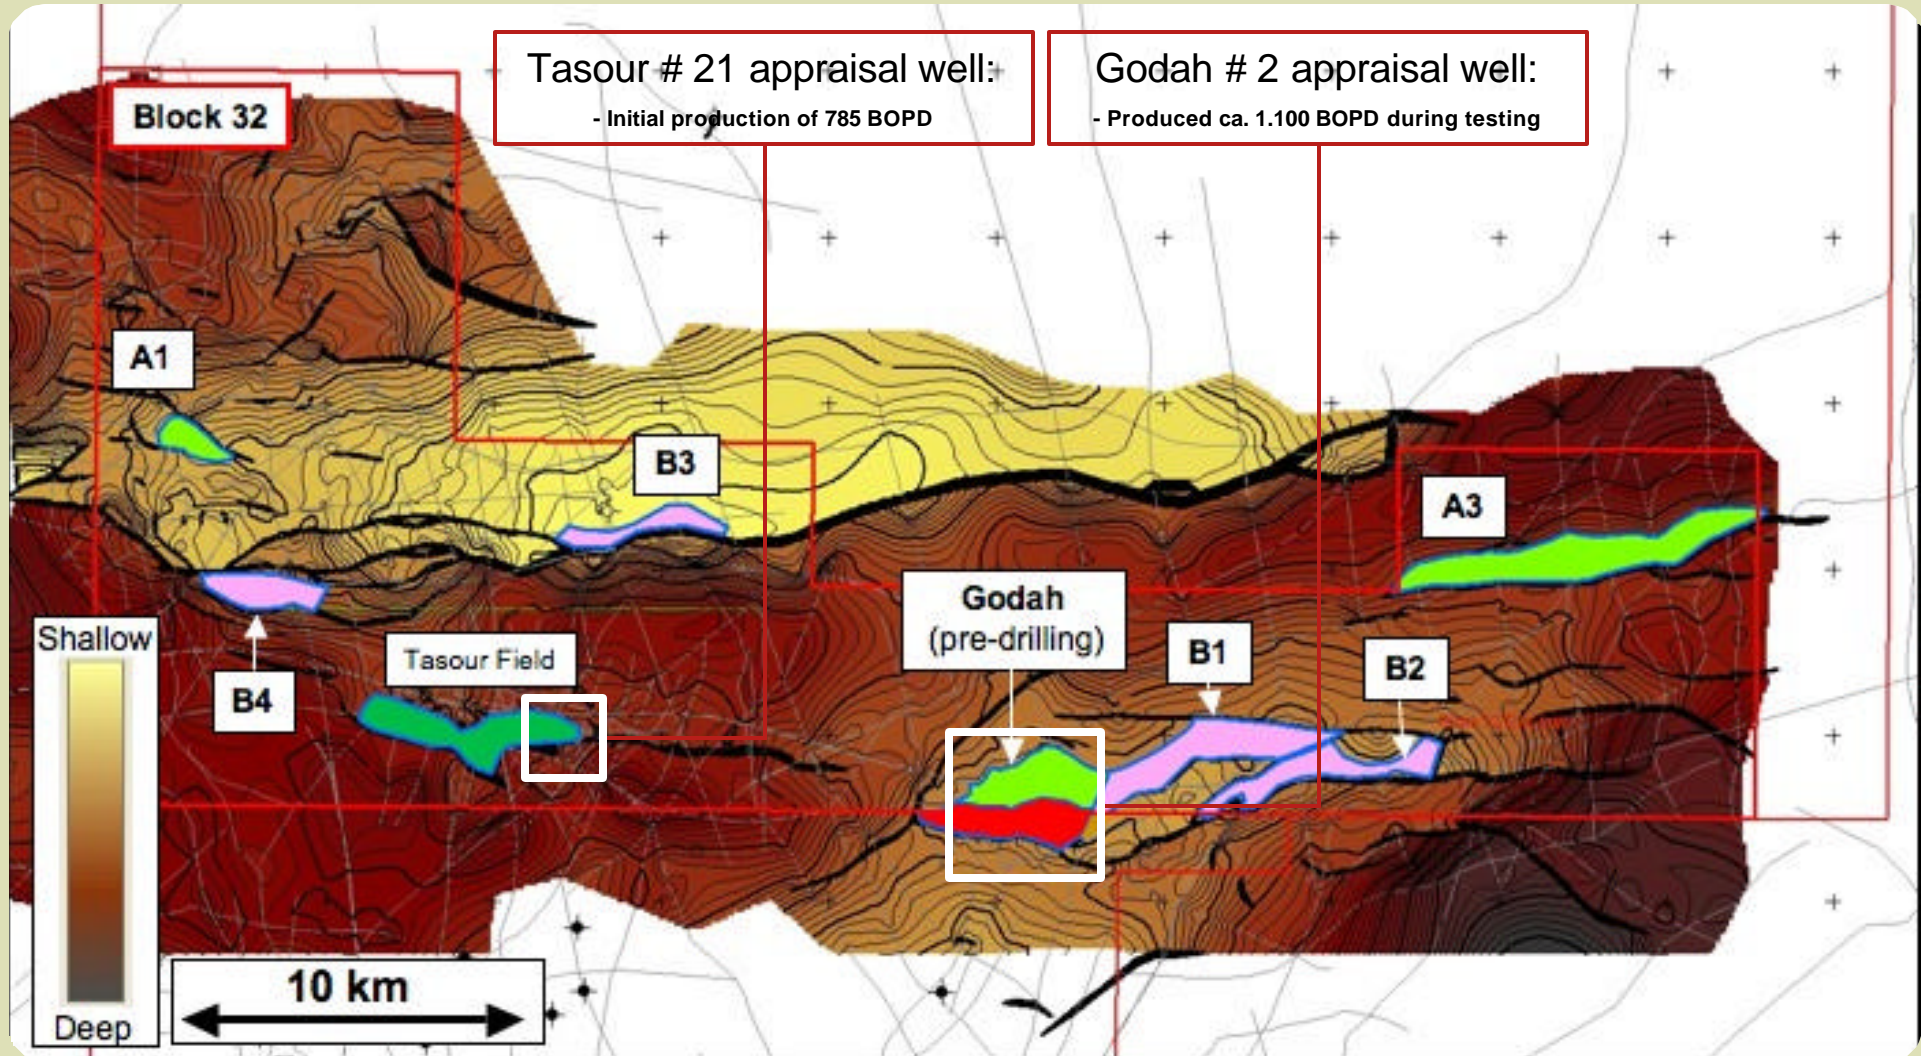 Tasour # 21 appraisal well:
- Initial production of 785 BOPD
Godah # 2 appraisal well:
- Produced ca. 1.100 BOPD during testing
Block 32
A1
B3
A3
Godah
(pre-drilling)
B1
B2
Shallow
Tasour Field
B4
10 km
Deep